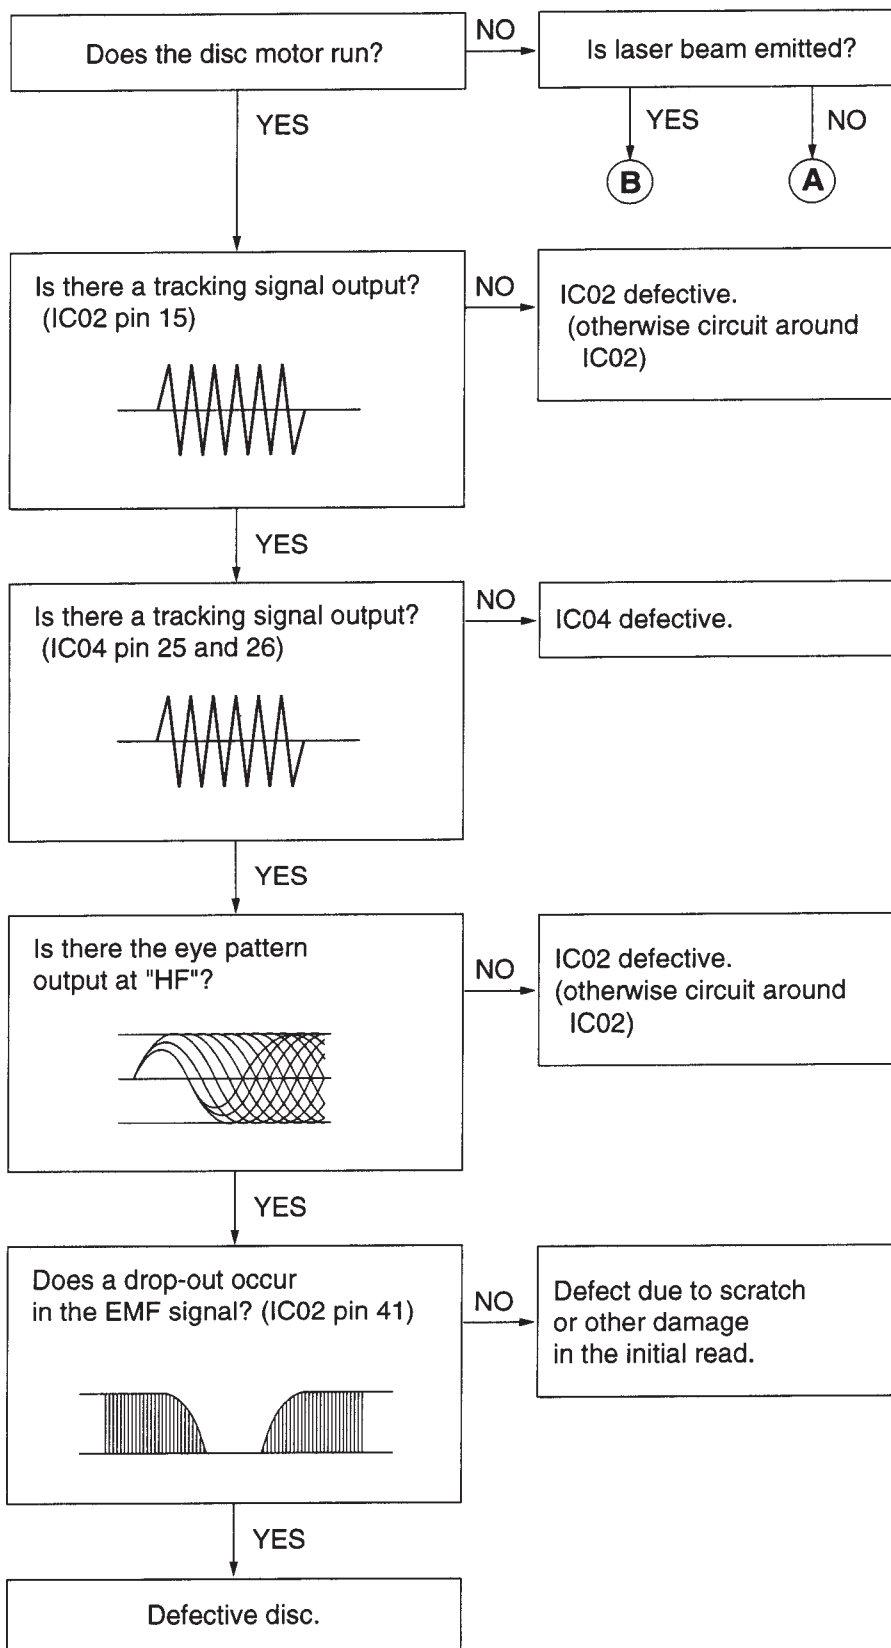 Does the disc motor run?
NO
Is laser beam emitted?
YES
YES
NO
B
A
Is there a tracking signal output?
(IC02 pin 15)
NO
IC02 defective.
(otherwise circuit around
IC02)
YES
Is there a tracking signal output?
(IC04 pin 25 and 26)
NO
IC04 defective.
YES
Is there the eye pattern
output at "HF"?
NO
IC02 defective.
(otherwise circuit around
IC02)
YES
Does a drop-out occur
in the EMF signal? (IC02 pin 41)
NO
Defect due to scratch
or other damage
in the initial read.
YES
Defective disc.